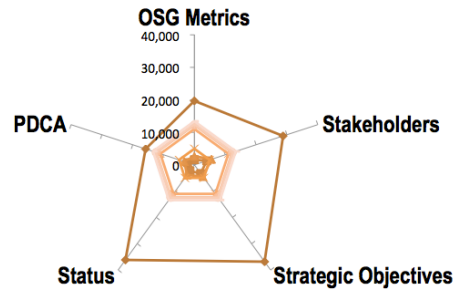 OSG Metrics
40,000
30,000
20,000
10,000
0
PDCA
Stakeholders
Status
Strategic Objectives